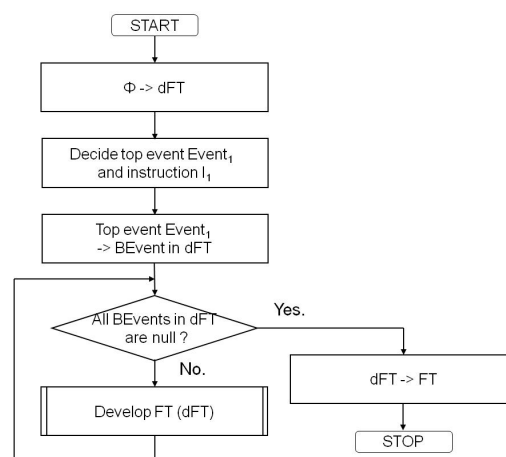 START
Φ -> dFT
Decide top event Event₁
and instruction I₁
Top event Event₁
-> BEvent in dFT
All BEvents in dFT
are null ?
Yes.
No.
dFT -> FT
Develop FT (dFT)
STOP